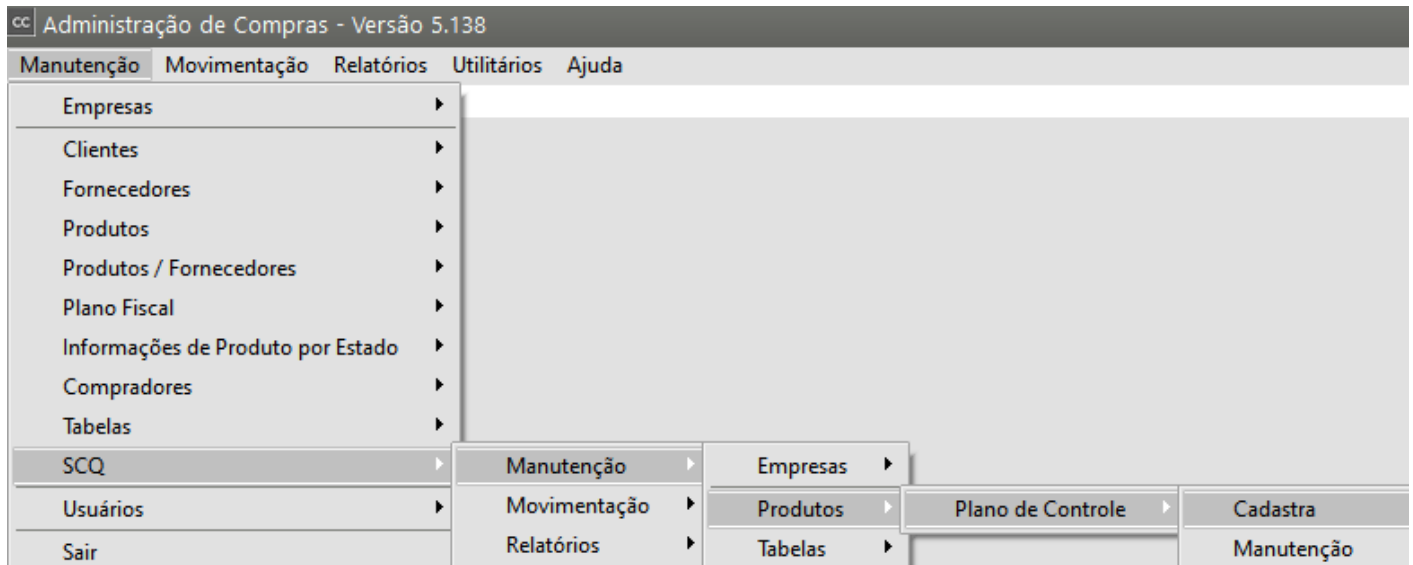 cc Administração de Compras - Versão 5.138
Manutenção Movimentação Relatórios Utilitários Ajuda
Empresas
Clientes
Fornecedores
Produtos
Produtos / Fornecedores
Plano Fiscal
Informações de Produto por Estado
Compradores
Tabelas
SCQ Manutenção Empresas
Usuários Movimentação Produtos Plano de Controle Cadastra
Sair Relatórios Tabelas Manutenção